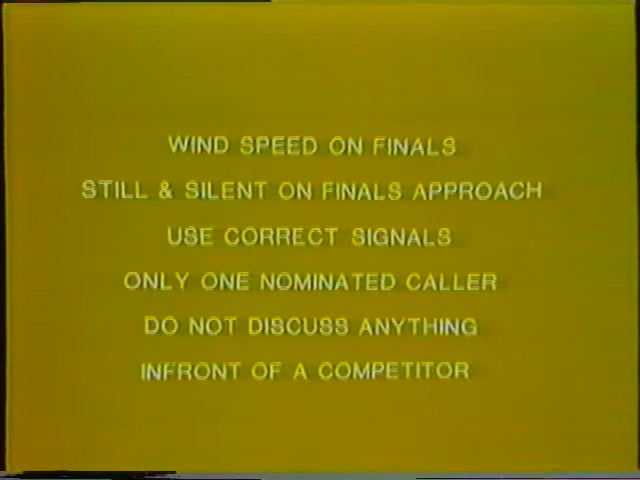 WIND SPEED ON FINALS
STILL & SILENT ON FINALS APPROACH
USE CORRECT SIGNALS
ONLY ONE NOMINATED CALLER
DO NOT DISCUSS ANYTHING
INFRONT OF A COMPETITOR